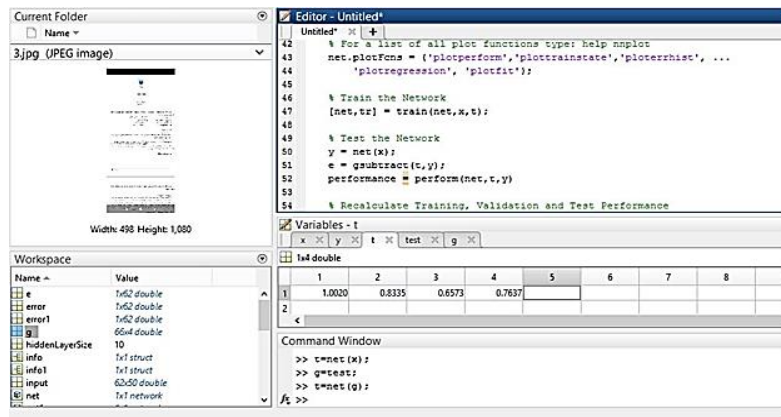 Current Folder
Name
3.jpg (JPEG image)
Width: 498 Height: 1,080
Workspace
Name Value
e 1x62 double
error 1x62 double
error1 1x62 double
g 66x4 double
hiddenLayerSize 10
info 1x1 struct
info1 1x1 struct
input 62x50 double
net 1x1 network
Editor - Untitled*
Untitled* × +
42 % For a list of all plot functions type: help nnplot
43 net.plotFcns = {'plotperform','plottrainstate','ploterrhist', ...
44 'plotregression', 'plotfit'};
45
46 % Train the Network
47 [net,tr] = train(net,x,t);
48
49 % Test the Network
50 y = net(x);
51 e = gsubtract(t,y);
52 performance = perform(net,t,y)
53
54 % Recalculate Training, Validation and Test Performance
Variables - t
x × y × t × test × g ×
1x4 double
1 2 3 4 5 6 7 8
1 1.0020 0.8335 0.6573 0.7637
2
Command Window
>> t=net(x);
>> g=test;
>> t=net(g);
fx >>